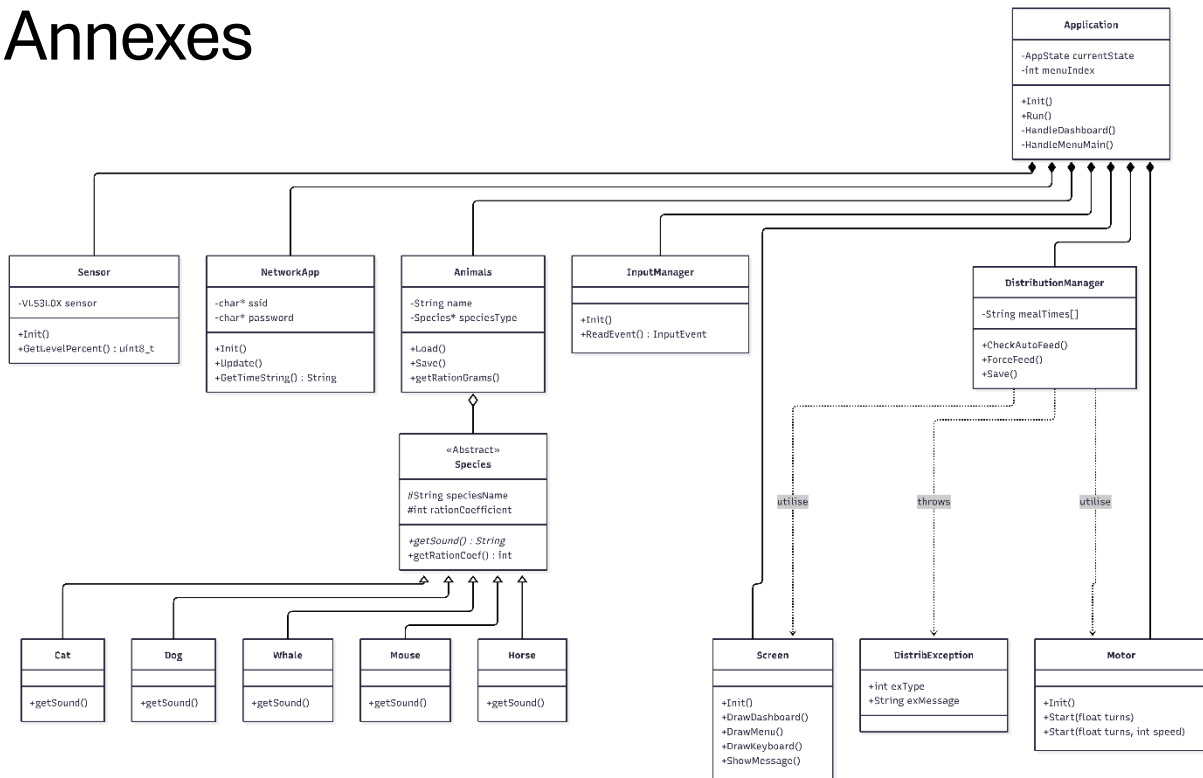 Annexes
Application
-AppState currentState
-int menuIndex
+Init()
+Run()
-HandleDashboard()
-HandleMenuMain()
Sensor
-VL53L0X sensor
+Init()
+GetLevelPercent() : uint8_t
NetworkApp
-char* ssid
-char* password
+Init()
+Update()
+GetTimeString() : String
Animals
-String name
-Species* speciesType
+Load()
+Save()
+getRationGrams()
InputManager
+Init()
+ReadEvent() : InputEvent
DistributionManager
-String mealTimes[]
+CheckAutoFeed()
+ForceFeed()
+Save()
«Abstract»
Species
#String speciesName
#int rationCoefficient
+getSound() : String
+getRationCoef() : int
utilise
throws
utilise
Cat
+getSound()
Dog
+getSound()
Whale
+getSound()
Mouse
+getSound()
Horse
+getSound()
Screen
+Init()
+DrawDashboard()
+DrawMenu()
+DrawKeyboard()
+ShowMessage()
DistribException
+int exType
+String exMessage
Motor
+Init()
+Start(float turns)
+Start(float turns, int speed)